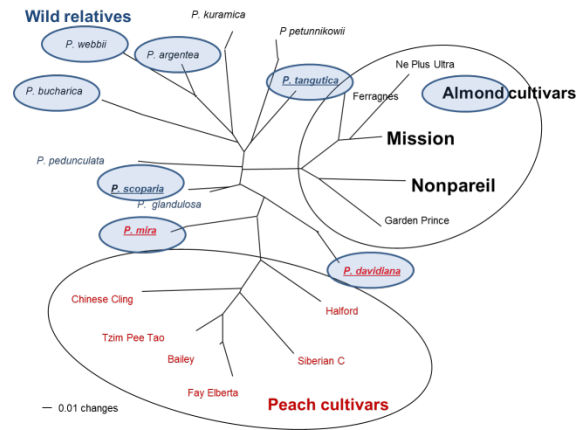 Wild relatives
P. kuramica
P petunnikowii
P. webbii
P. argentea
Ne Plus Ultra
P. bucharica
P. tangutica
Ferragnes
Almond cultivars
Mission
P. pedunculata
P. scoparia
Nonpareil
P. glandulosa
Garden Prince
P. mira
P. davidiana
Chinese Cling
Halford
Tzim Pee Tao
Bailey
Siberian C
Fay Elberta
Peach cultivars
— 0.01 changes